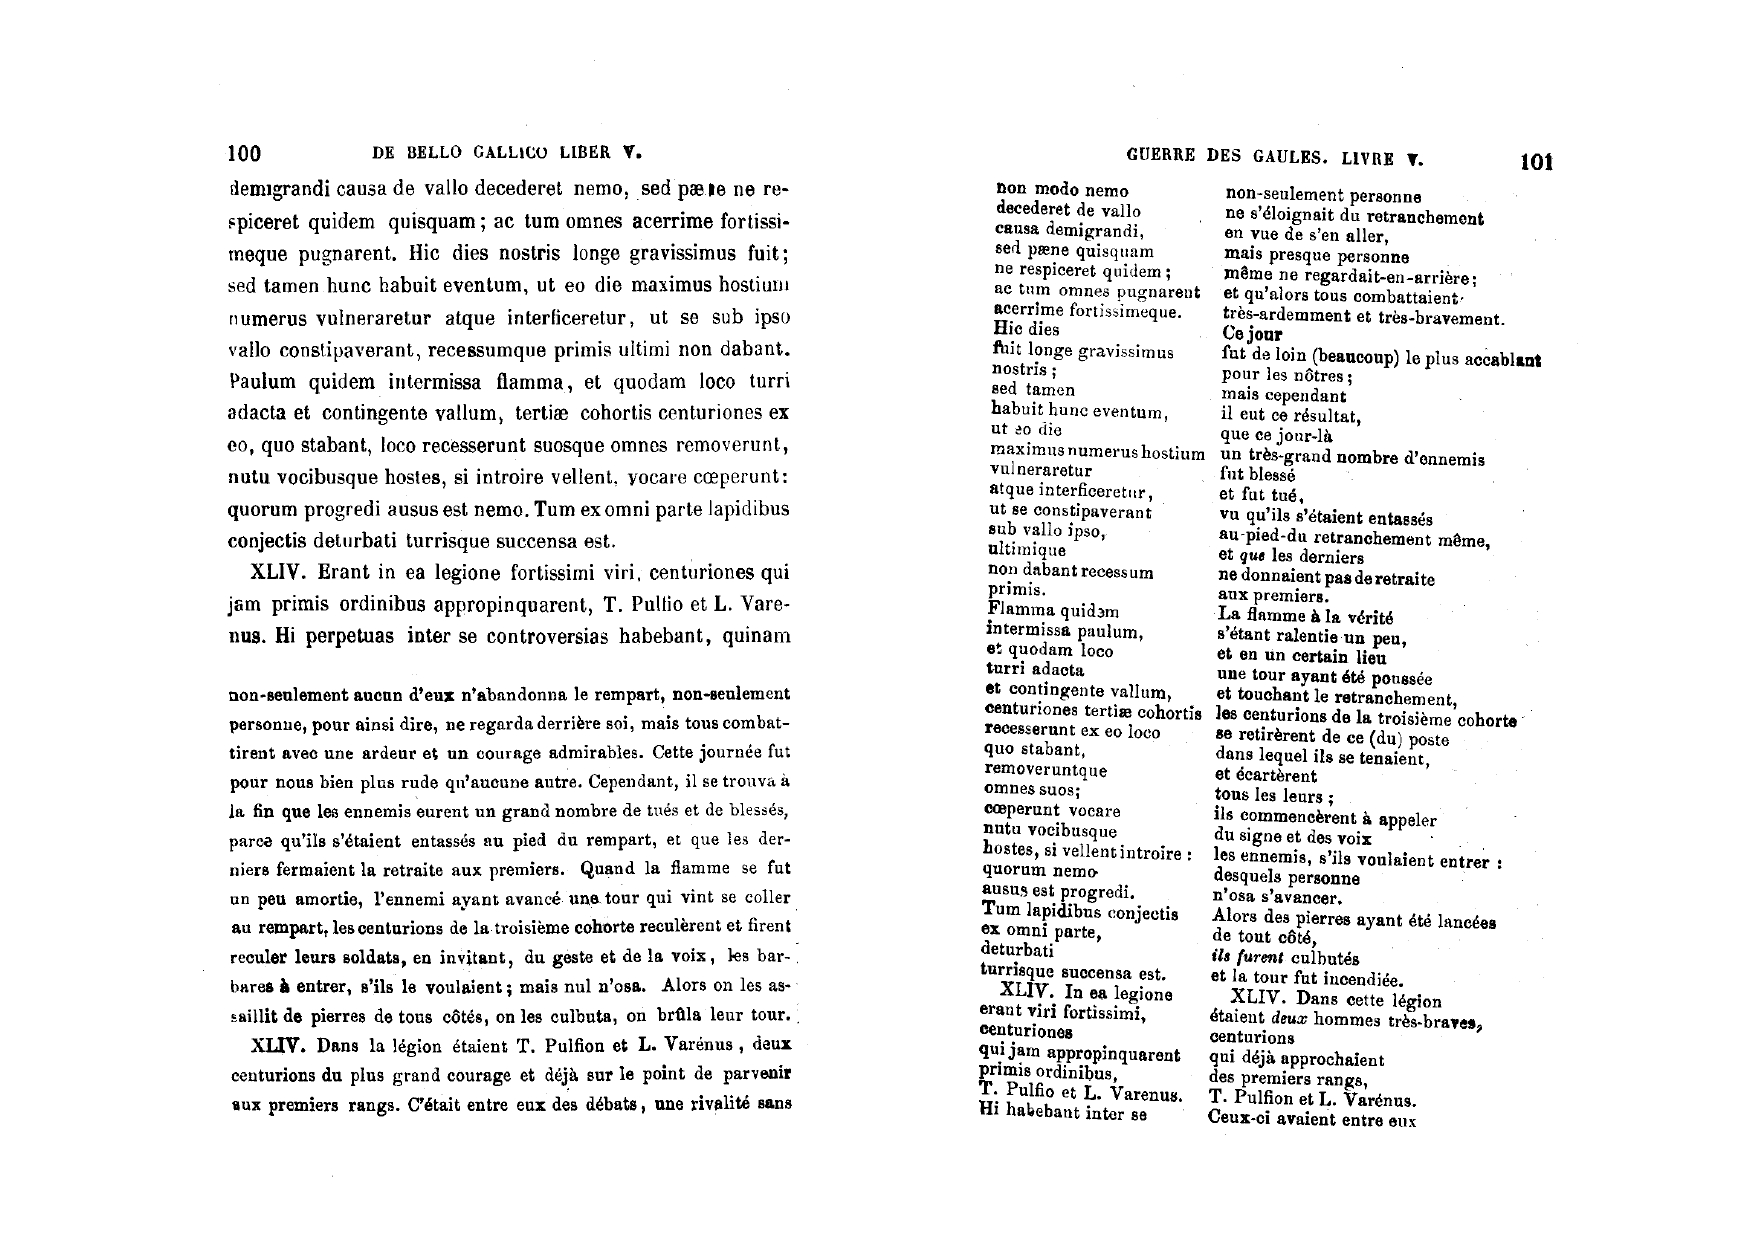 100 DE BELLO GALLICO LIBER V.
demigrandi causa de vallo decederet nemo, sed pæne ne re-
spiceret quidem quisquam; ac tum omnes acerrime fortissi-
meque pugnarent. Hic dies nostris longe gravissimus fuit;
sed tamen hunc habuit eventum, ut eo die maximus hostium
numerus vulneraretur atque interficeretur, ut se sub ipso
vallo constipaverant, recessumque primis ultimi non dabant.
Paulum quidem intermissa flamma, et quodam loco turri
adacta et contingente vallum, tertiæ cohortis centuriones ex
eo, quo stabant, loco recesserunt suosque omnes removerunt,
nutu vocibusque hostes, si introire vellent, vocare cœperunt:
quorum progredi ausus est nemo. Tum ex omni parte lapidibus
conjectis deturbati turrisque succensa est.
XLIV. Erant in ea legione fortissimi viri, centuriones qui
jam primis ordinibus appropinquarent, T. Pulfio et L. Vare-
nus. Hi perpetuas inter se controversias habebant, quinam
non-seulement aucun d'eux n'abandonna le rempart, non-seulement
personne, pour ainsi dire, ne regarda derrière soi, mais tous combat-
tirent avec une ardeur et un courage admirables. Cette journée fut
pour nous bien plus rude qu'aucune autre. Cependant, il se trouva à
la fin que les ennemis eurent un grand nombre de tués et de blessés,
parce qu'ils s'étaient entassés au pied du rempart, et que les der-
niers fermaient la retraite aux premiers. Quand la flamme se fut
un peu amortie, l'ennemi ayant avancé une tour qui vint se coller
au rempart, les centurions de la troisième cohorte reculèrent et firent
reculer leurs soldats, en invitant, du geste et de la voix, les bar-
bares à entrer, s'ils le voulaient; mais nul n'osa. Alors on les as-
saillit de pierres de tous côtés, on les culbuta, on brûla leur tour.
XLIV. Dans la légion étaient T. Pulfion et L. Varénus, deux
centurions du plus grand courage et déjà sur le point de parvenir
aux premiers rangs. C'était entre eux des débats, une rivalité sans
GUERRE DES GAULES. LIVRE V. 101
non modo nemo
decederet de vallo
causa demigrandi,
sed pæne quisquam
ne respiceret quidem;
ac tum omnes pugnarent
acerrime fortissimeque.
Hic dies
fuit longe gravissimus
nostris;
sed tamen
habuit hunc eventum,
ut eo die
maximus numerus hostium
vulneraretur
atque interficeretur,
ut se constipaverant
sub vallo ipso,
ultimique
non dabant recessum
primis.
Flamma quidem
intermissa paulum,
et quodam loco
turri adacta
et contingente vallum,
centuriones tertiæ cohortis
recesserunt ex eo loco
quo stabant,
removeruntque
omnes suos;
cœperunt vocare
nutu vocibusque
hostes, si vellent introire:
quorum nemo
ausus est progredi.
Tum lapidibus conjectis
ex omni parte,
deturbati
turrisque succensa est.
XLIV. In ea legione
erant viri fortissimi,
centuriones
qui jam appropinquarent
primis ordinibus,
T. Pulfio et L. Varenus.
Hi habebant inter se
non-seulement personne
ne s'éloignait du retranchement
en vue de s'en aller,
mais presque personne
même ne regardait-en-arrière;
et qu'alors tous combattaient
très-ardemment et très-bravement.
Ce jour
fut de loin (beaucoup) le plus accablant
pour les nôtres;
mais cependant
il eut ce résultat,
que ce jour-là
un très-grand nombre d'ennemis
fut blessé
et fut tué,
vu qu'ils s'étaient entassés
au-pied-du retranchement même,
et que les derniers
ne donnaient pas de retraite
aux premiers.
La flamme à la vérité
s'étant ralentie un peu,
et en un certain lieu
une tour ayant été poussée
et touchant le retranchement,
les centurions de la troisième cohorte
se retirèrent de ce (du) poste
dans lequel ils se tenaient,
et écartèrent
tous les leurs;
ils commencèrent à appeler
du signe et des voix
les ennemis, s'ils voulaient entrer:
desquels personne
n'osa s'avancer.
Alors des pierres ayant été lancées
de tout côté,
ils furent culbutés
et la tour fut incendiée.
XLIV. Dans cette légion
étaient deux hommes très-braves,
centurions
qui déjà approchaient
des premiers rangs,
T. Pulfion et L. Varénus.
Ceux-ci avaient entre eux